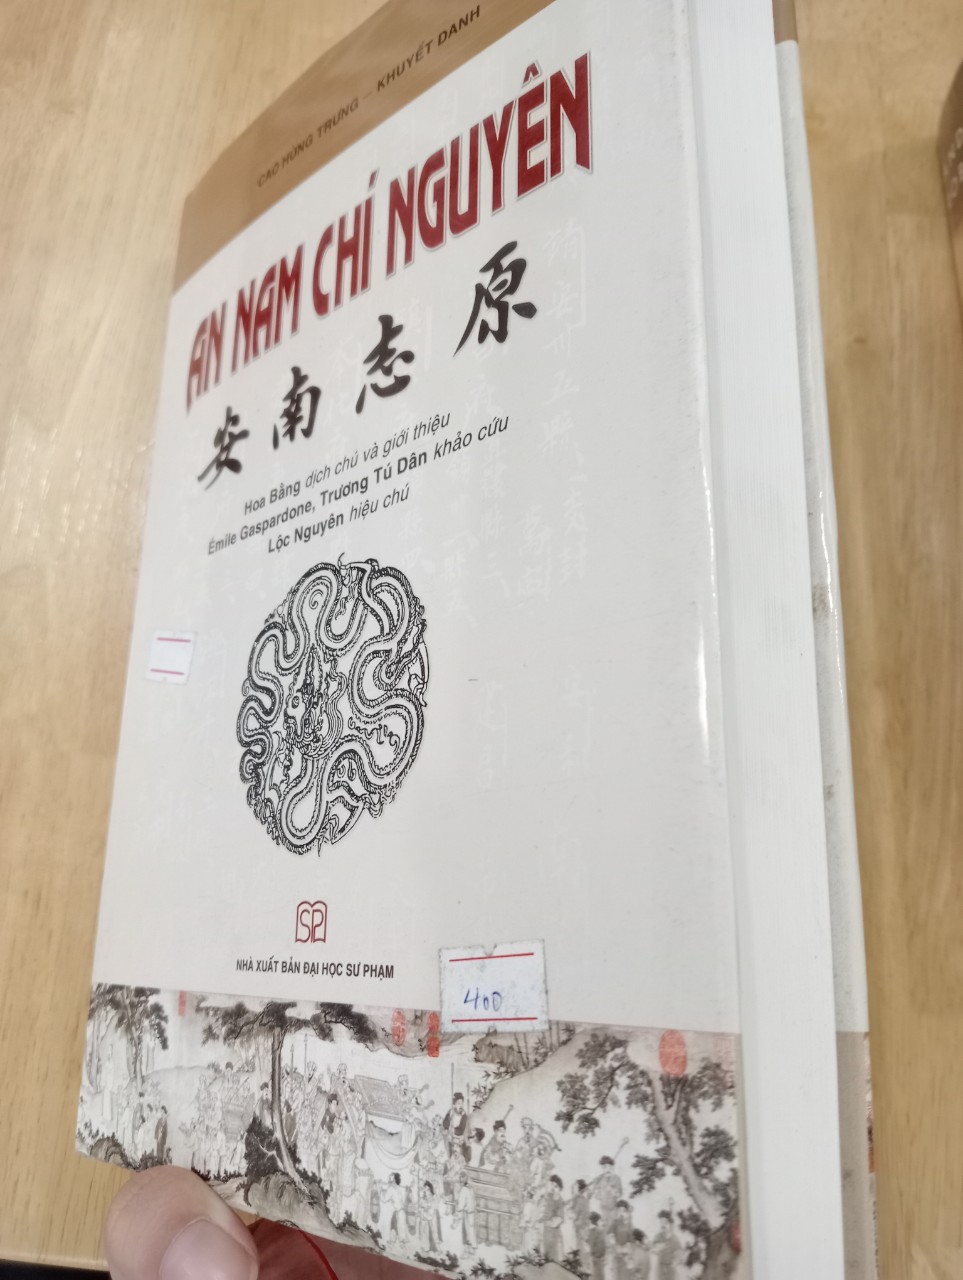 CAO HÙNG TRƯNG – KHUYẾT DANH
AN NAM CHÍ NGUYÊN
安南志原
Hoa Bằng dịch chú và giới thiệu
Émile Gaspardone, Trương Tú Dân khảo cứu
Lộc Nguyên hiệu chú
SP
NHÀ XUẤT BẢN ĐẠI HỌC SƯ PHẠM
400